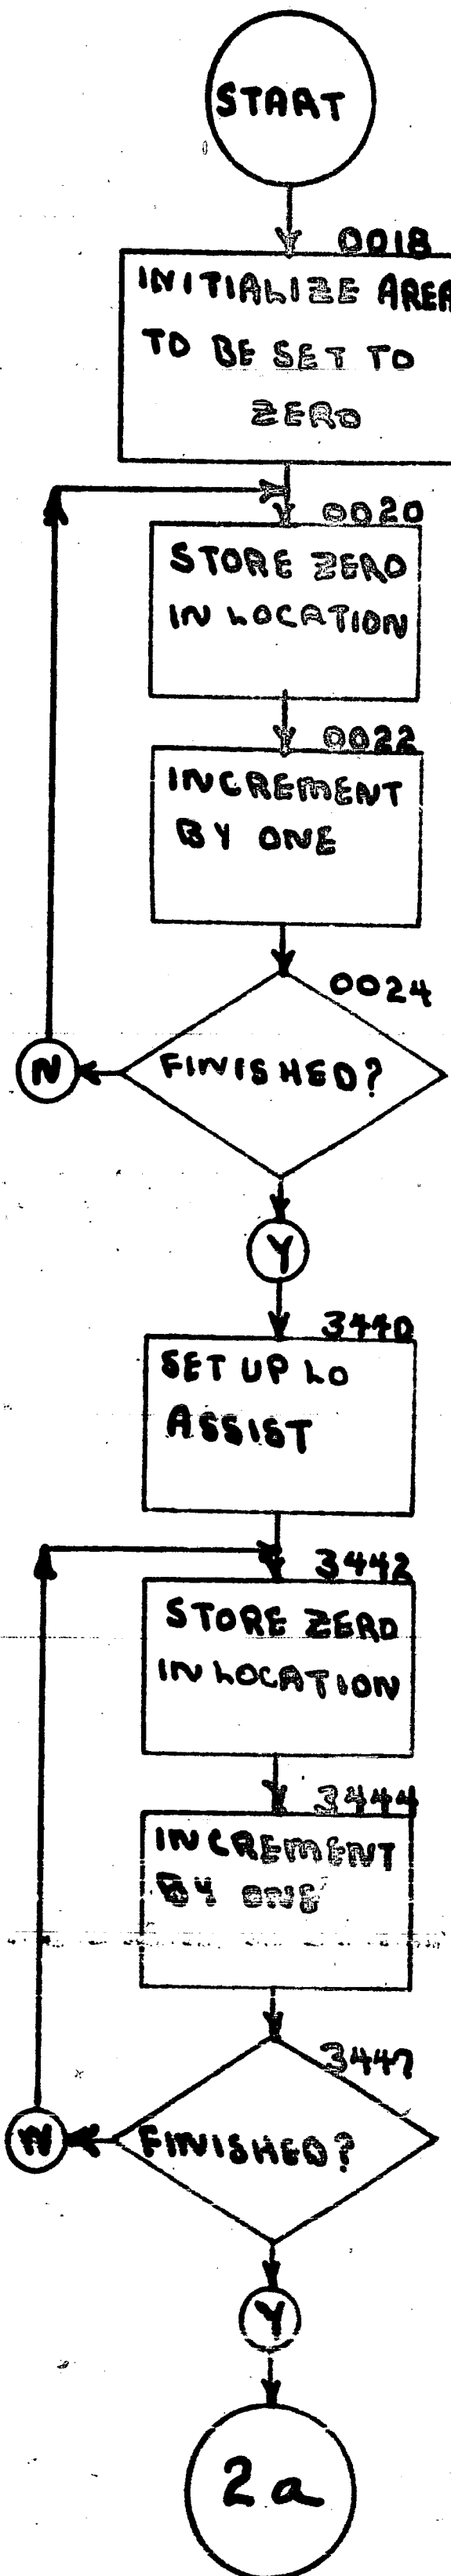 START
0018
INITIALIZE AREA
TO BE SET TO
ZERO
0020
STORE ZERO
IN LOCATION
0022
INCREMENT
BY ONE
0024
FINISHED?
N
Y
3440
SET UP LO
ASSIST
3442
STORE ZERO
IN LOCATION
3444
INCREMENT
BY ONE
3447
FINISHED?
N
Y
2a